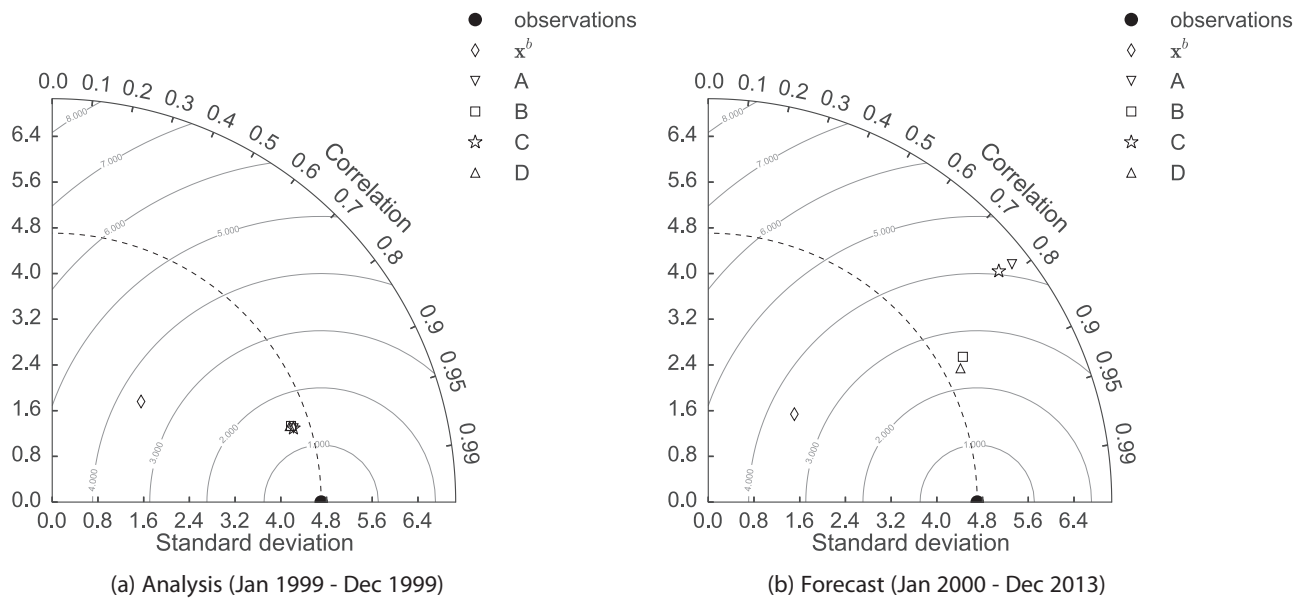 observations
x^b
A
B
C
D
0.0 0.1 0.2 0.3 0.4 0.5 0.6 0.7 0.8 0.9 0.95 0.99
Correlation
6.4
5.6
4.8
4.0
3.2
2.4
1.6
0.8
0.0
8.000
7.000
6.000
5.000
4.000
3.000
2.000
1.000
0.0 0.8 1.6 2.4 3.2 4.0 4.8 5.6 6.4
Standard deviation
(a) Analysis (Jan 1999 - Dec 1999)
observations
x^b
A
B
C
D
0.0 0.1 0.2 0.3 0.4 0.5 0.6 0.7 0.8 0.9 0.95 0.99
Correlation
6.4
5.6
4.8
4.0
3.2
2.4
1.6
0.8
0.0
8.000
7.000
6.000
5.000
4.000
3.000
2.000
1.000
0.0 0.8 1.6 2.4 3.2 4.0 4.8 5.6 6.4
Standard deviation
(b) Forecast (Jan 2000 - Dec 2013)